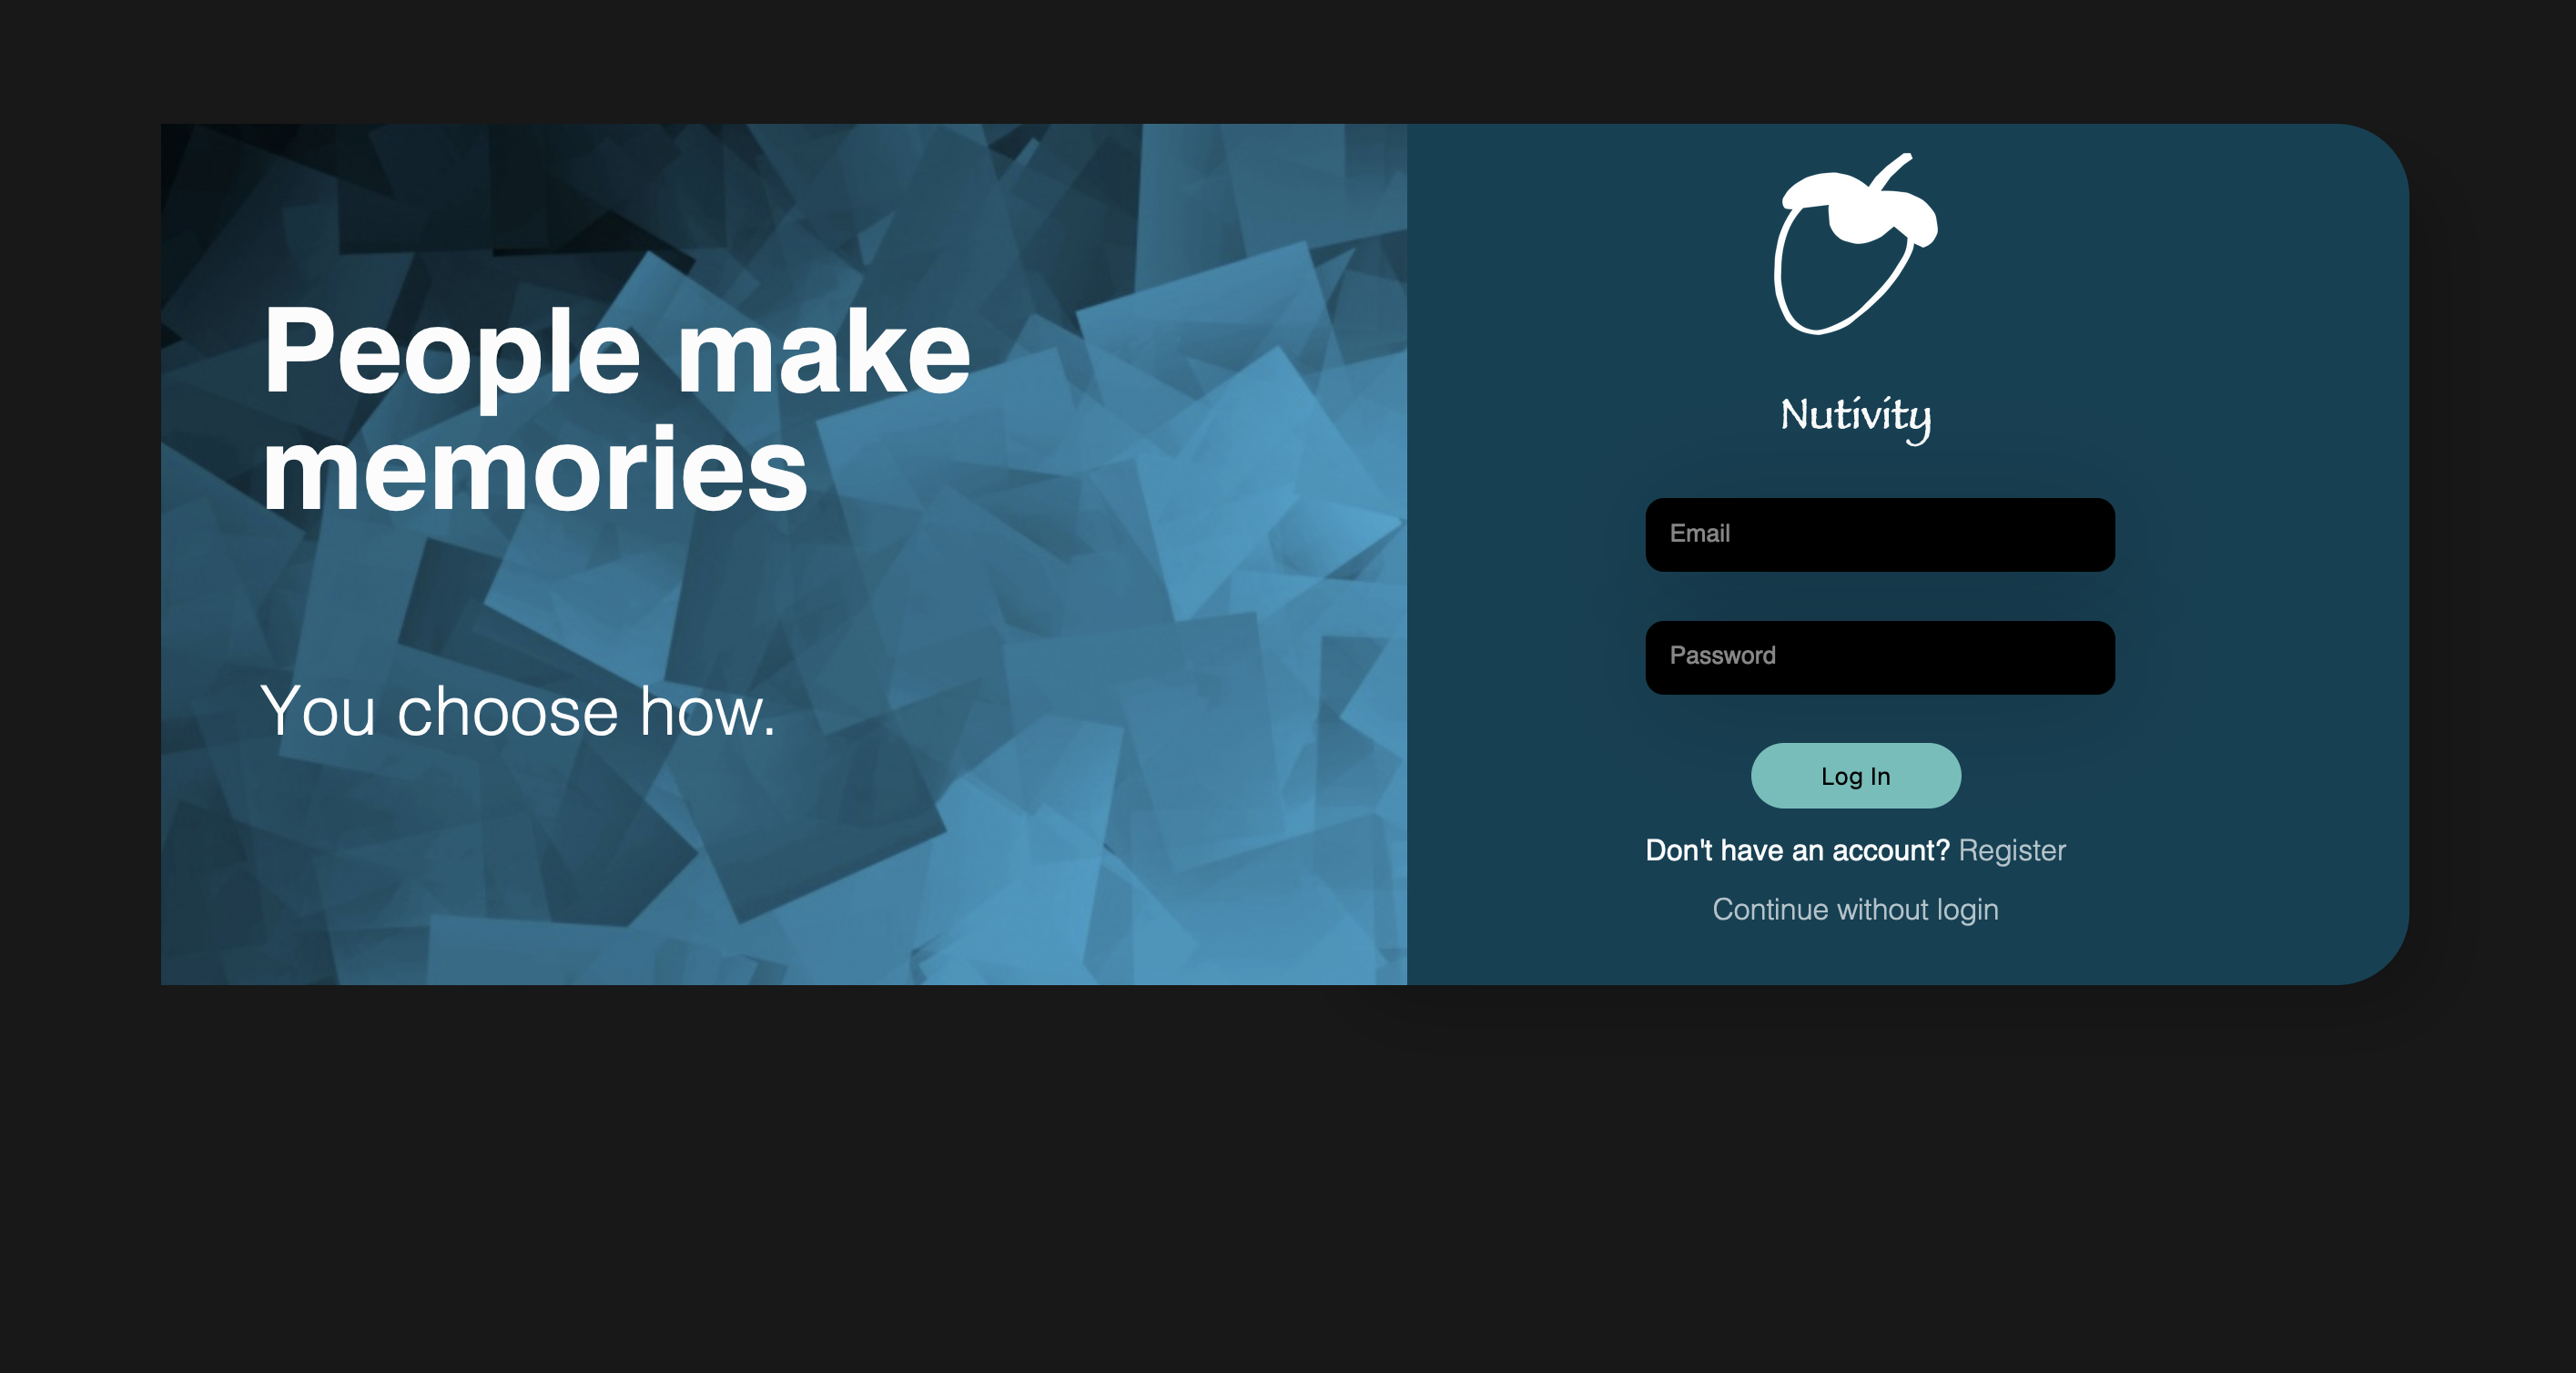 People make
memories
You choose how.
Nutivity
Email
Password
Log In
Don't have an account? Register
Continue without login